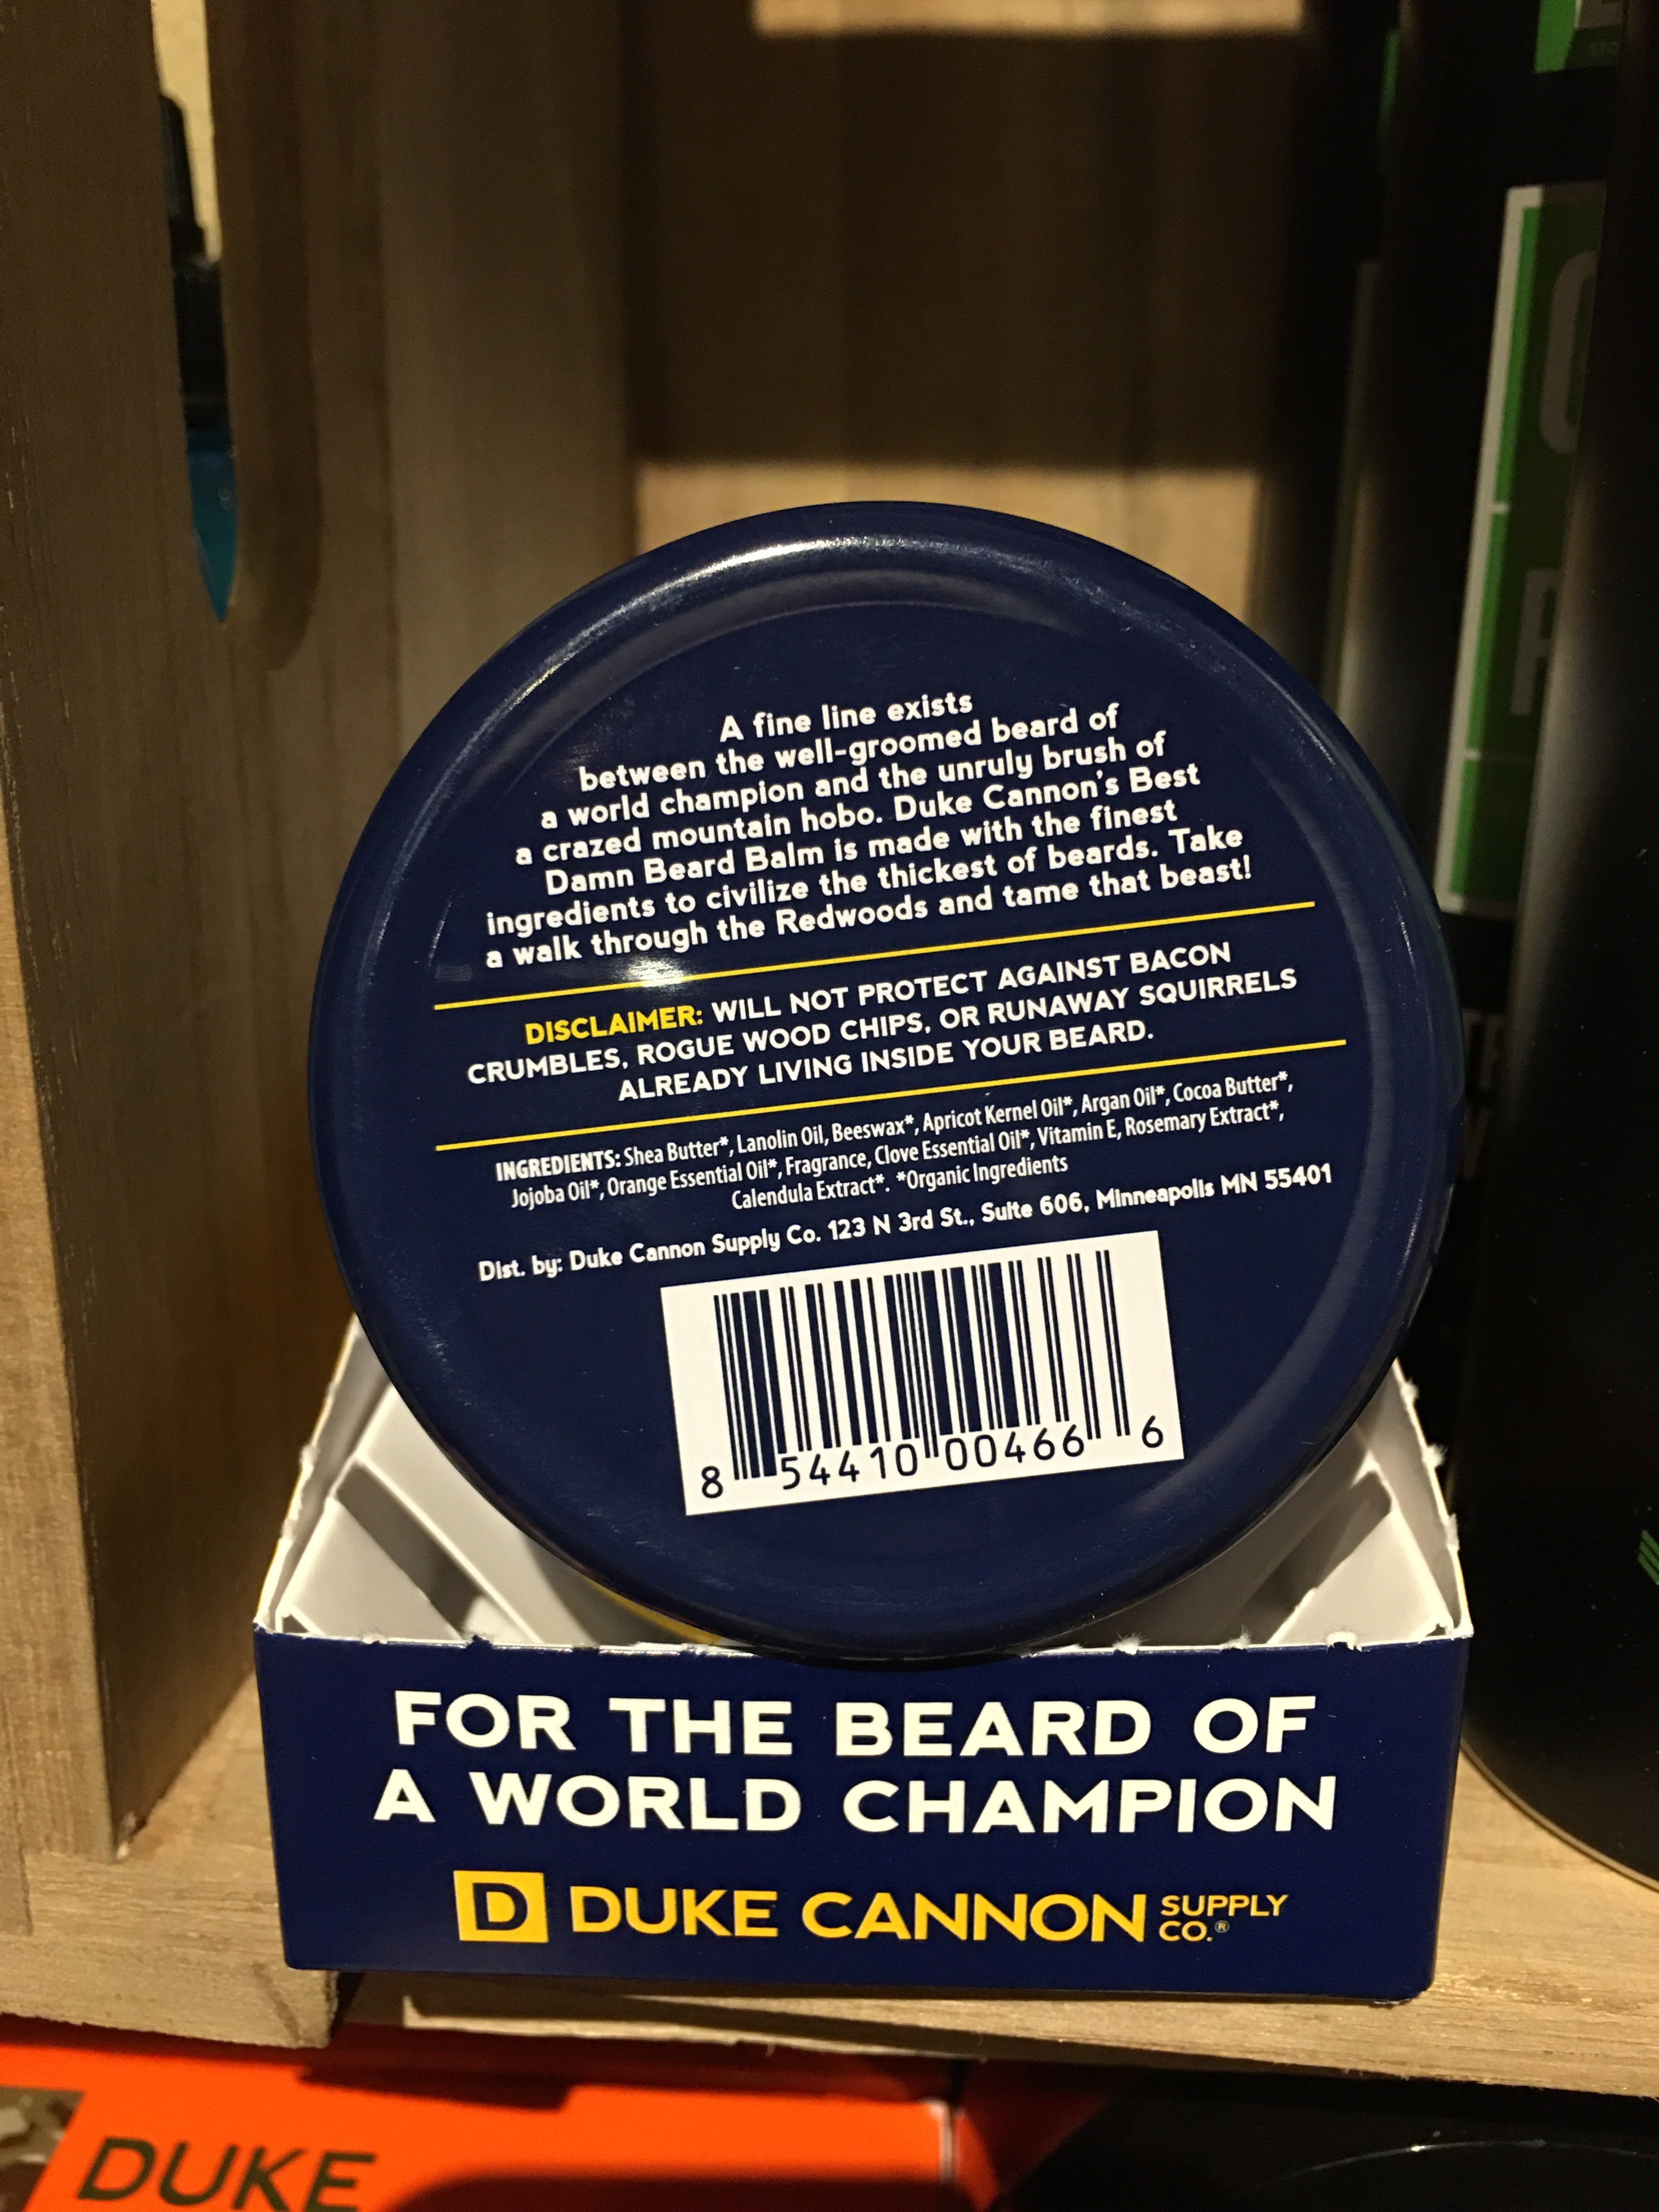 A fine line exists
between the well-groomed beard of
a world champion and the unruly brush of
a crazed mountain hobo. Duke Cannon's Best
Damn Beard Balm is made with the finest
ingredients to civilize the thickest of beards. Take
a walk through the Redwoods and tame that beast!
DISCLAIMER: WILL NOT PROTECT AGAINST BACON
CRUMBLES, ROGUE WOOD CHIPS, OR RUNAWAY SQUIRRELS
ALREADY LIVING INSIDE YOUR BEARD.
INGREDIENTS: Shea Butter*, Lanolin Oil, Beeswax*, Apricot Kernel Oil*, Argan Oil*, Cocoa Butter*,
Jojoba Oil*, Orange Essential Oil*, Fragrance, Clove Essential Oil*, Vitamin E, Rosemary Extract*,
Calendula Extract*. *Organic Ingredients
Dist. by: Duke Cannon Supply Co. 123 N 3rd St., Suite 606, Minneapolis MN 55401
8 54410 00466 6
FOR THE BEARD OF
A WORLD CHAMPION
D DUKE CANNON SUPPLY CO.®
DUKE